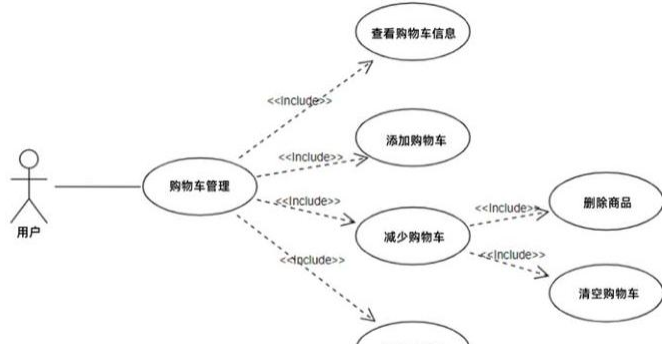 查看购物车信息
<<Include>>
<<Include>>
添加购物车
购物车管理
用户
<<Include>>
减少购物车
<<Include>>
删除商品
<<Include>>
清空购物车
<<Include>>